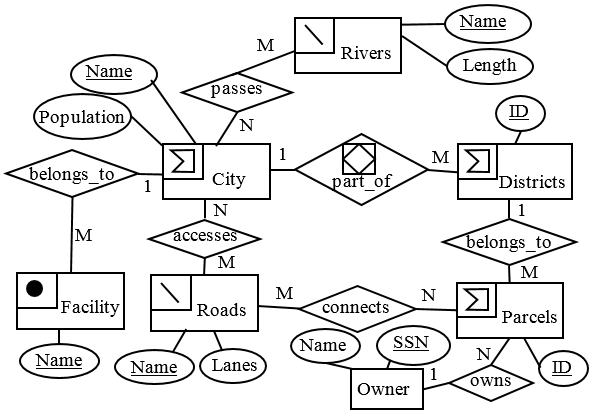 Name
M
Rivers
Length
Name
passes
Population
N
ID
City
1
part_of
M
Districts
belongs_to
1
N
1
accesses
belongs_to
M
M
M
Facility
Roads
M
connects
N
Parcels
Name
Name
Lanes
Name
SSN
N
ID
Owner
1
owns